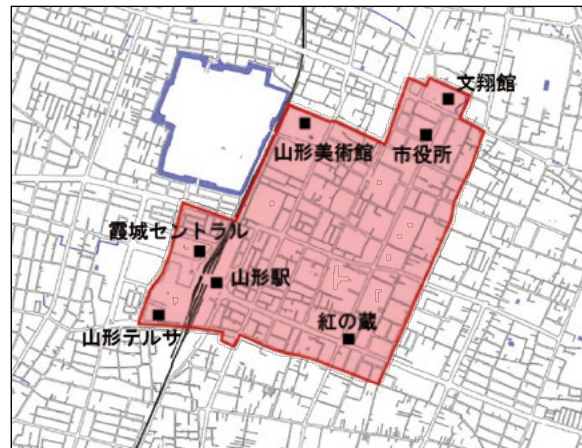 文翔館
山形美術館
市役所
霞城セントラル
山形駅
紅の蔵
山形テルサ